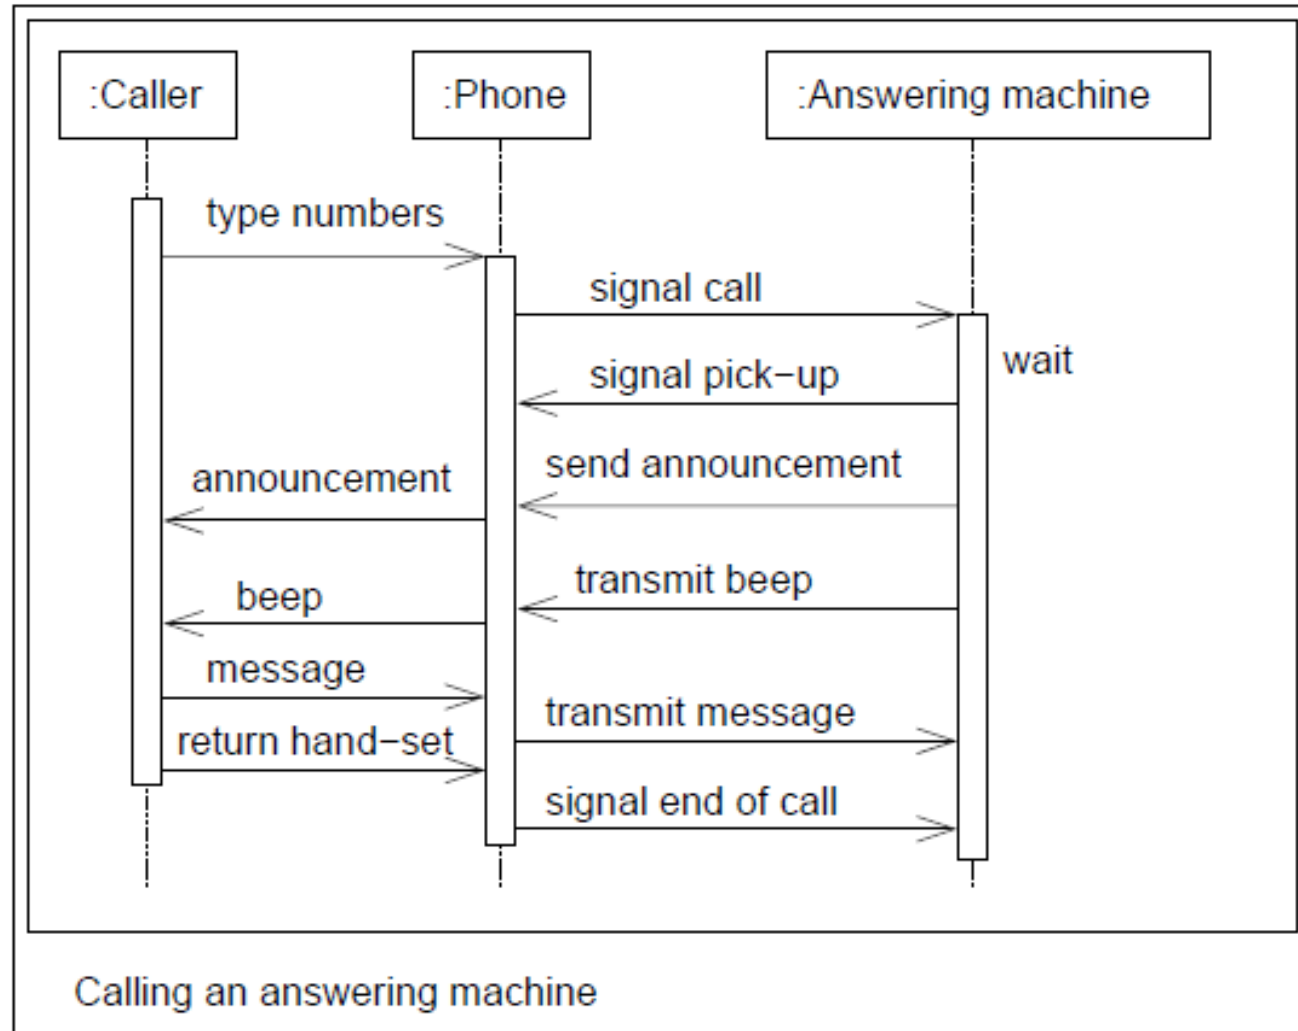 :Caller
:Phone
:Answering machine
type numbers
signal call
wait
signal pick−up
send announcement
announcement
transmit beep
beep
message
transmit message
return hand−set
signal end of call
Calling an answering machine